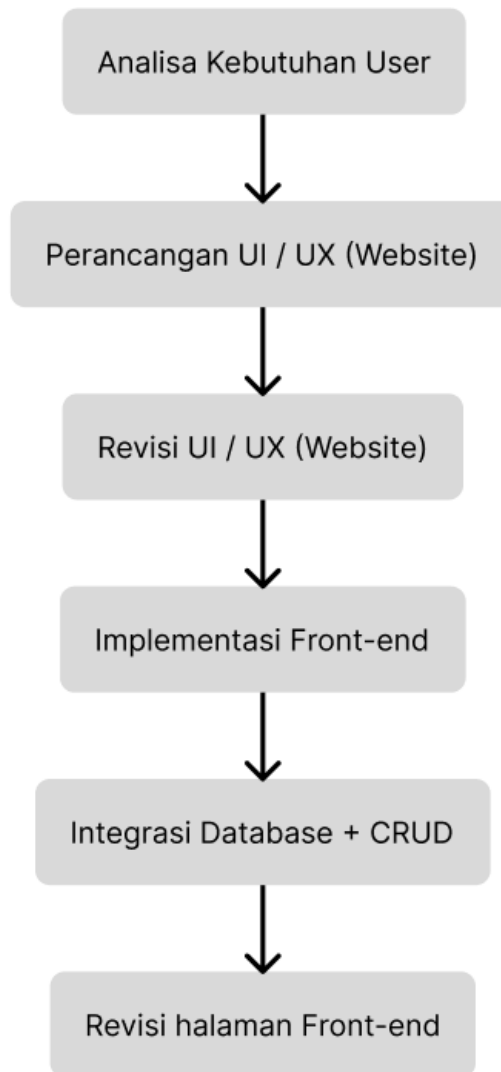 Analisa Kebutuhan User
Perancangan UI / UX (Website)
Revisi UI / UX (Website)
Implementasi Front-end
Integrasi Database + CRUD
Revisi halaman Front-end